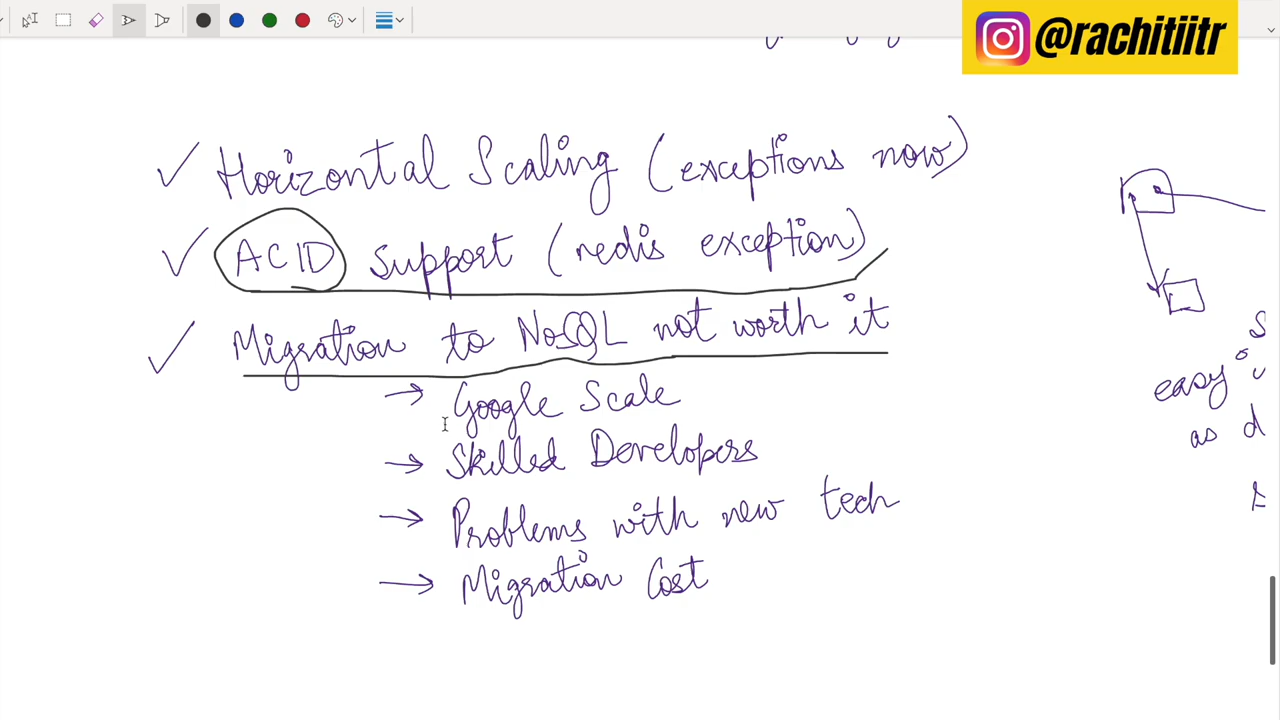 @rachitiitr
✓ Horizontal Scaling (exceptions now)
✓ ACID support (redis exception)
✓ Migration to NoSQL not worth it
→ Google Scale
→ Skilled Developers
→ Problems with new tech
→ Migration Cost
easy
as d